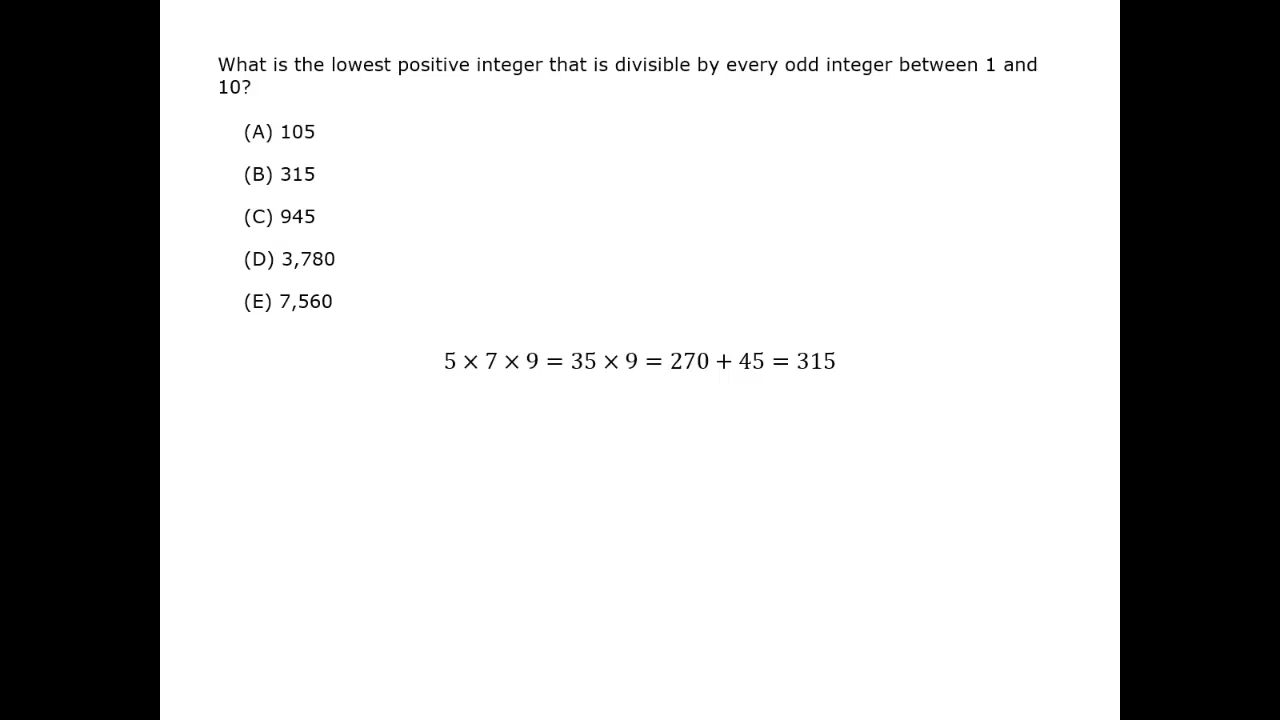 What is the lowest positive integer that is divisible by every odd integer between 1 and
10?
(A) 105
(B) 315
(C) 945
(D) 3,780
(E) 7,560
5 × 7 × 9 = 35 × 9 = 270 + 45 = 315